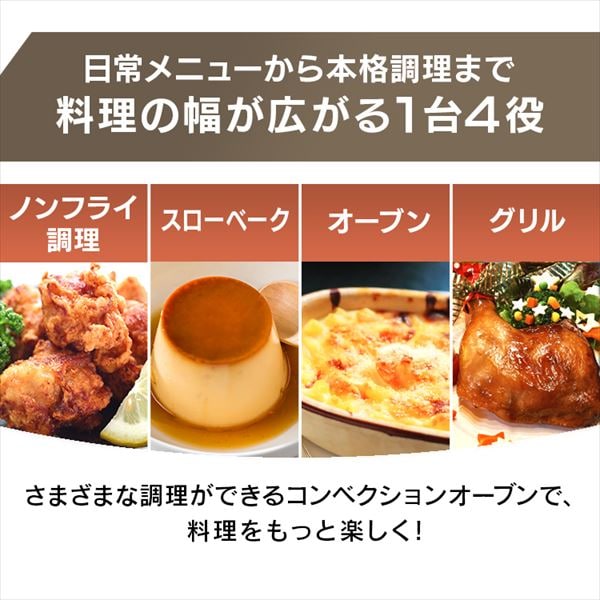 日常メニューから本格調理まで
料理の幅が広がる1台4役
ノンフライ
調理
スローベーク
オーブン
グリル
さまざまな調理ができるコンベクションオーブンで、
料理をもっと楽しく!